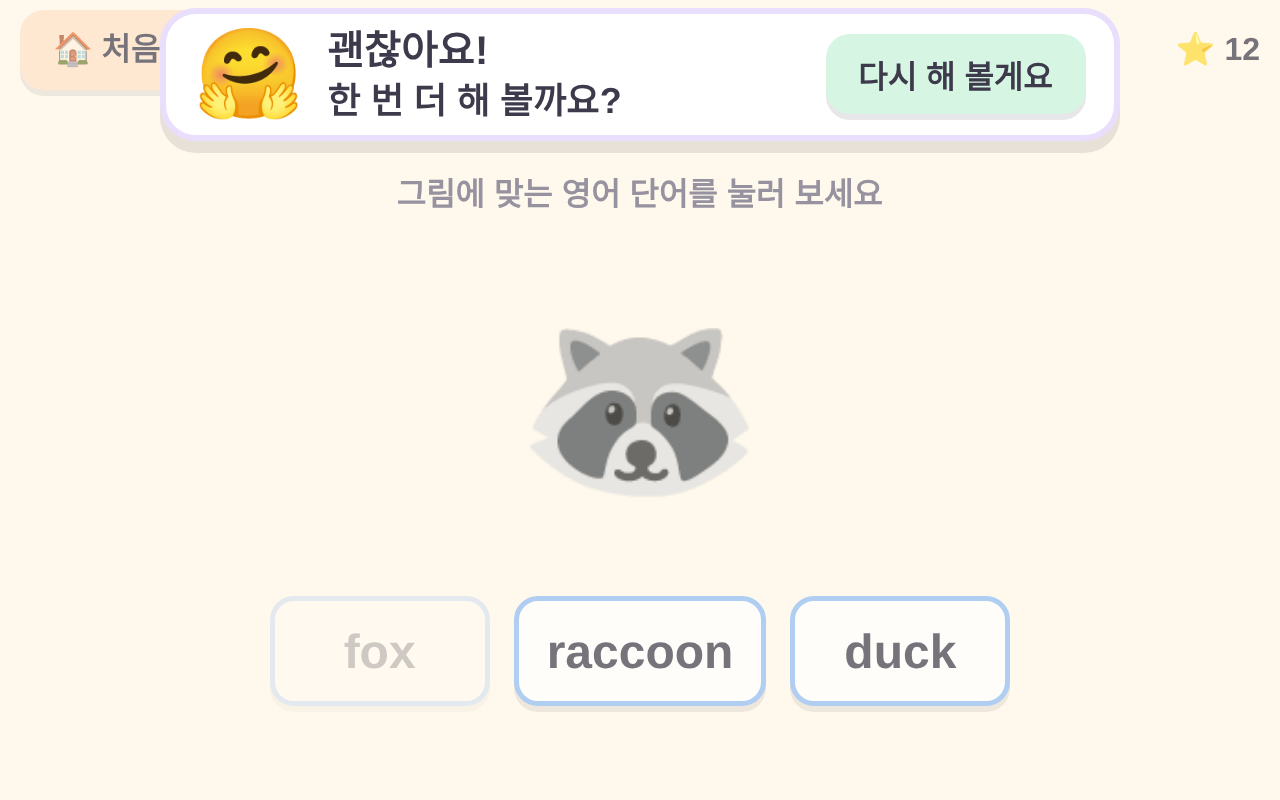 처음
괜찮아요!
한 번 더 해 볼까요?
다시 해 볼게요
12
그림에 맞는 영어 단어를 눌러 보세요
fox
raccoon
duck